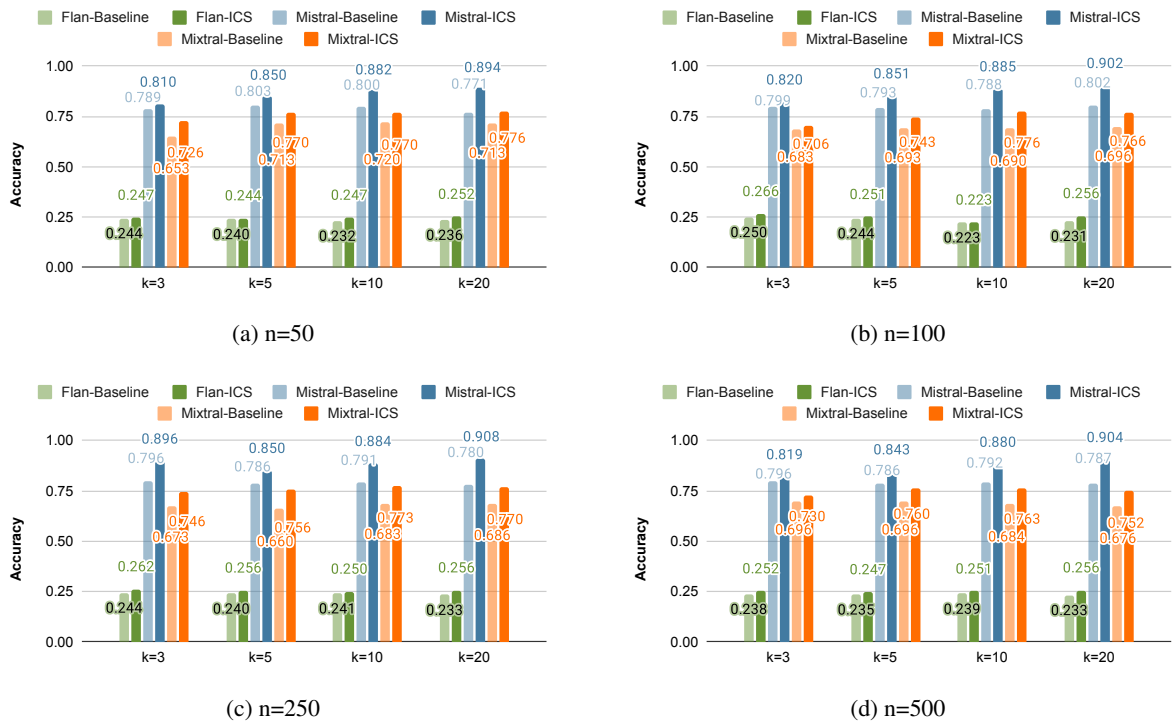 Flan-Baseline Flan-ICS Mistral-Baseline Mistral-ICS
Mixtral-Baseline Mixtral-ICS
Accuracy
1.00
0.75
0.50
0.25
0.00
0.244 0.247 0.789 0.810 0.653 0.726
0.240 0.244 0.803 0.850 0.713 0.770
0.232 0.247 0.800 0.882 0.720 0.770
0.236 0.252 0.771 0.894 0.713 0.776
k=3 k=5 k=10 k=20
(a) n=50
Flan-Baseline Flan-ICS Mistral-Baseline Mistral-ICS
Mixtral-Baseline Mixtral-ICS
Accuracy
1.00
0.75
0.50
0.25
0.00
0.250 0.266 0.799 0.820 0.683 0.706
0.244 0.251 0.793 0.851 0.693 0.743
0.223 0.223 0.788 0.885 0.690 0.776
0.231 0.256 0.802 0.902 0.696 0.766
k=3 k=5 k=10 k=20
(b) n=100
Flan-Baseline Flan-ICS Mistral-Baseline Mistral-ICS
Mixtral-Baseline Mixtral-ICS
Accuracy
1.00
0.75
0.50
0.25
0.00
0.244 0.262 0.796 0.896 0.673 0.746
0.240 0.256 0.786 0.850 0.660 0.756
0.241 0.250 0.791 0.884 0.683 0.773
0.233 0.256 0.780 0.908 0.686 0.770
k=3 k=5 k=10 k=20
(c) n=250
Flan-Baseline Flan-ICS Mistral-Baseline Mistral-ICS
Mixtral-Baseline Mixtral-ICS
Accuracy
1.00
0.75
0.50
0.25
0.00
0.238 0.252 0.796 0.819 0.696 0.730
0.235 0.247 0.786 0.843 0.696 0.760
0.239 0.251 0.792 0.880 0.684 0.763
0.233 0.256 0.787 0.904 0.676 0.752
k=3 k=5 k=10 k=20
(d) n=500